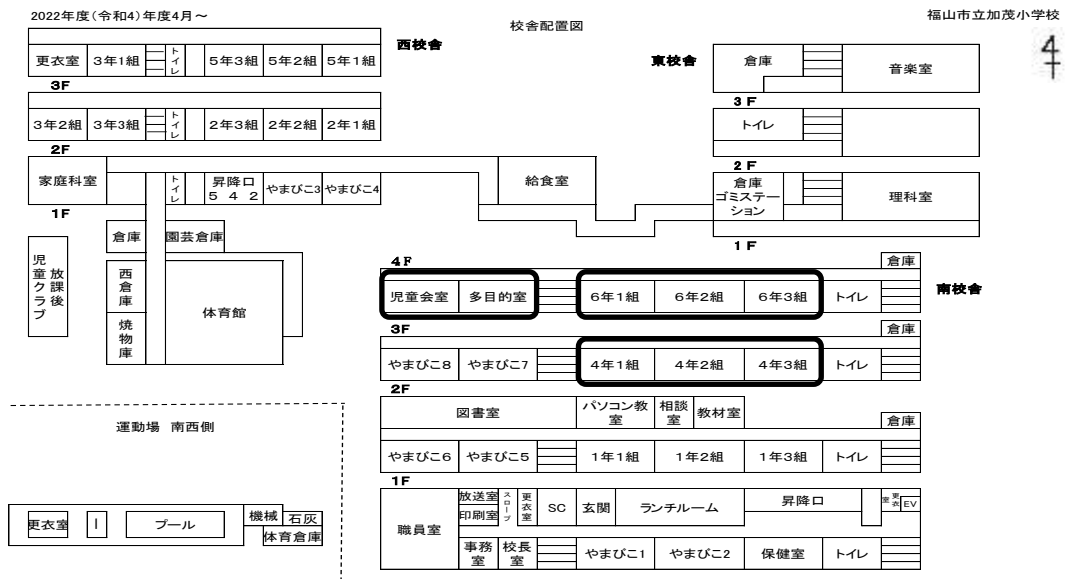 2022年度(令和4)年度4月～
校舎配置図
福山市立加茂小学校
西校舎
更衣室 3年1組 トイレ 5年3組 5年2組 5年1組
3F
3年2組 3年3組 トイレ 2年3組 2年2組 2年1組
2F
家庭科室 トイレ 昇降口 やまびこ3 やまびこ4 給食室
5 4 2
1F
東校舎
倉庫 音楽室
3F
トイレ
2F
倉庫
ゴミステー
ション
理科室
1F
倉庫 園芸倉庫
放課後
児童クラブ
西倉庫
焼物庫
体育館
4F
倉庫
児童会室 多目的室 6年1組 6年2組 6年3組 トイレ
南校舎
3F
倉庫
やまびこ8 やまびこ7 4年1組 4年2組 4年3組 トイレ
2F
図書室 パソコン教室 相談室 教材室
倉庫
やまびこ6 やまびこ5 1年1組 1年2組 1年3組 トイレ
1F
職員室 放送室 スロープ 更衣室 SC 玄関 ランチルーム 昇降口 更衣室 EV
印刷室
事務室 校長室 やまびこ1 やまびこ2 保健室 トイレ
運動場 南西側
更衣室 プール 機械 石灰
体育倉庫